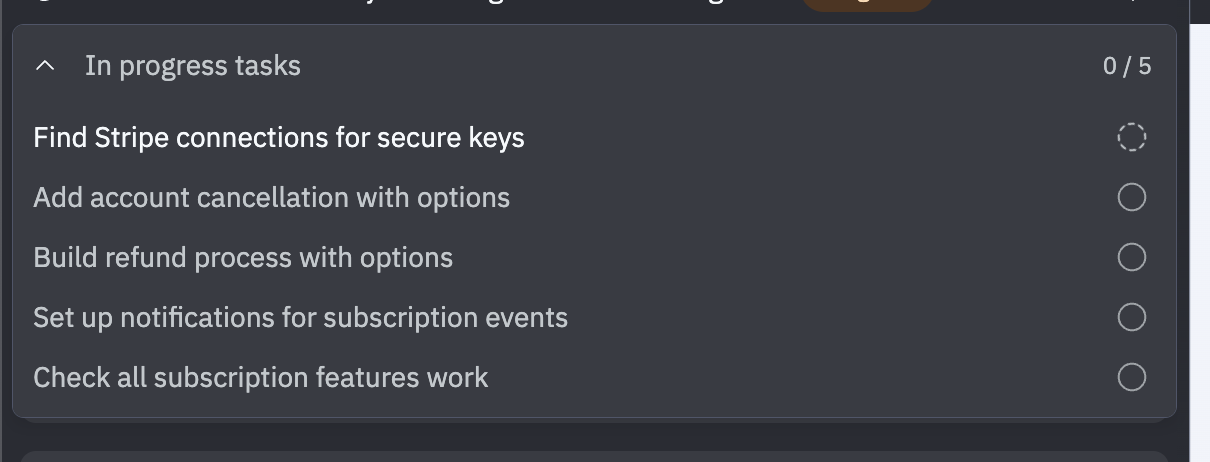 In progress tasks
0 / 5
Find Stripe connections for secure keys
Add account cancellation with options
Build refund process with options
Set up notifications for subscription events
Check all subscription features work